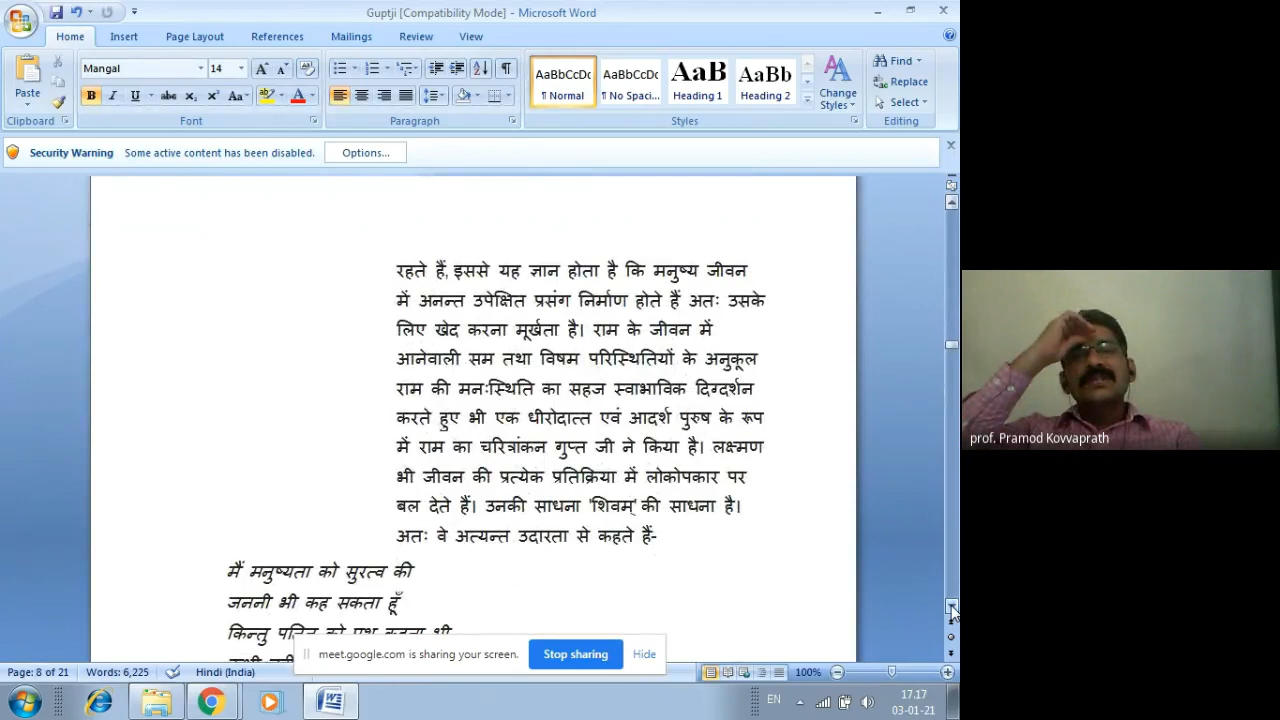 Guptji [Compatibility Mode] - Microsoft Word
Home Insert Page Layout References Mailings Review View
Paste Mangal 14 Find
AaBbCcDc AaBbCcDc AaB AaBb Replace
¶ Normal ¶ No Spaci... Heading 1 Heading 2 Change Styles Select
Clipboard Font Paragraph Styles Editing
Security Warning Some active content has been disabled. Options...
रहते हैं, इससे यह ज्ञान होता है कि मनुष्य जीवन
में अनन्त उपेक्षित प्रसंग निर्माण होते हैं अतः उसके
लिए खेद करना मूर्खता है। राम के जीवन में
आनेवाली सम तथा विषम परिस्थितियों के अनुकूल
राम की मनःस्थिति का सहज स्वाभाविक दिग्दर्शन
करते हुए भी एक धीरोदात्त एवं आदर्श पुरुष के रूप
में राम का चरित्रांकन गुप्त जी ने किया है। लक्ष्मण
भी जीवन की प्रत्येक प्रतिक्रिया में लोकोपकार पर
बल देते हैं। उनकी साधना 'शिवम्' की साधना है।
अतः वे अत्यन्त उदारता से कहते हैं-
मैं मनुष्यता को सुरत्व की
जननी भी कह सकता हूँ
किन्तु पतित को पशु कहना भी
prof. Pramod Kovvaprath
meet.google.com is sharing your screen. Stop sharing Hide
Page: 8 of 21 Words: 6,225 Hindi (India) 100%
EN 17.17
03-01-21